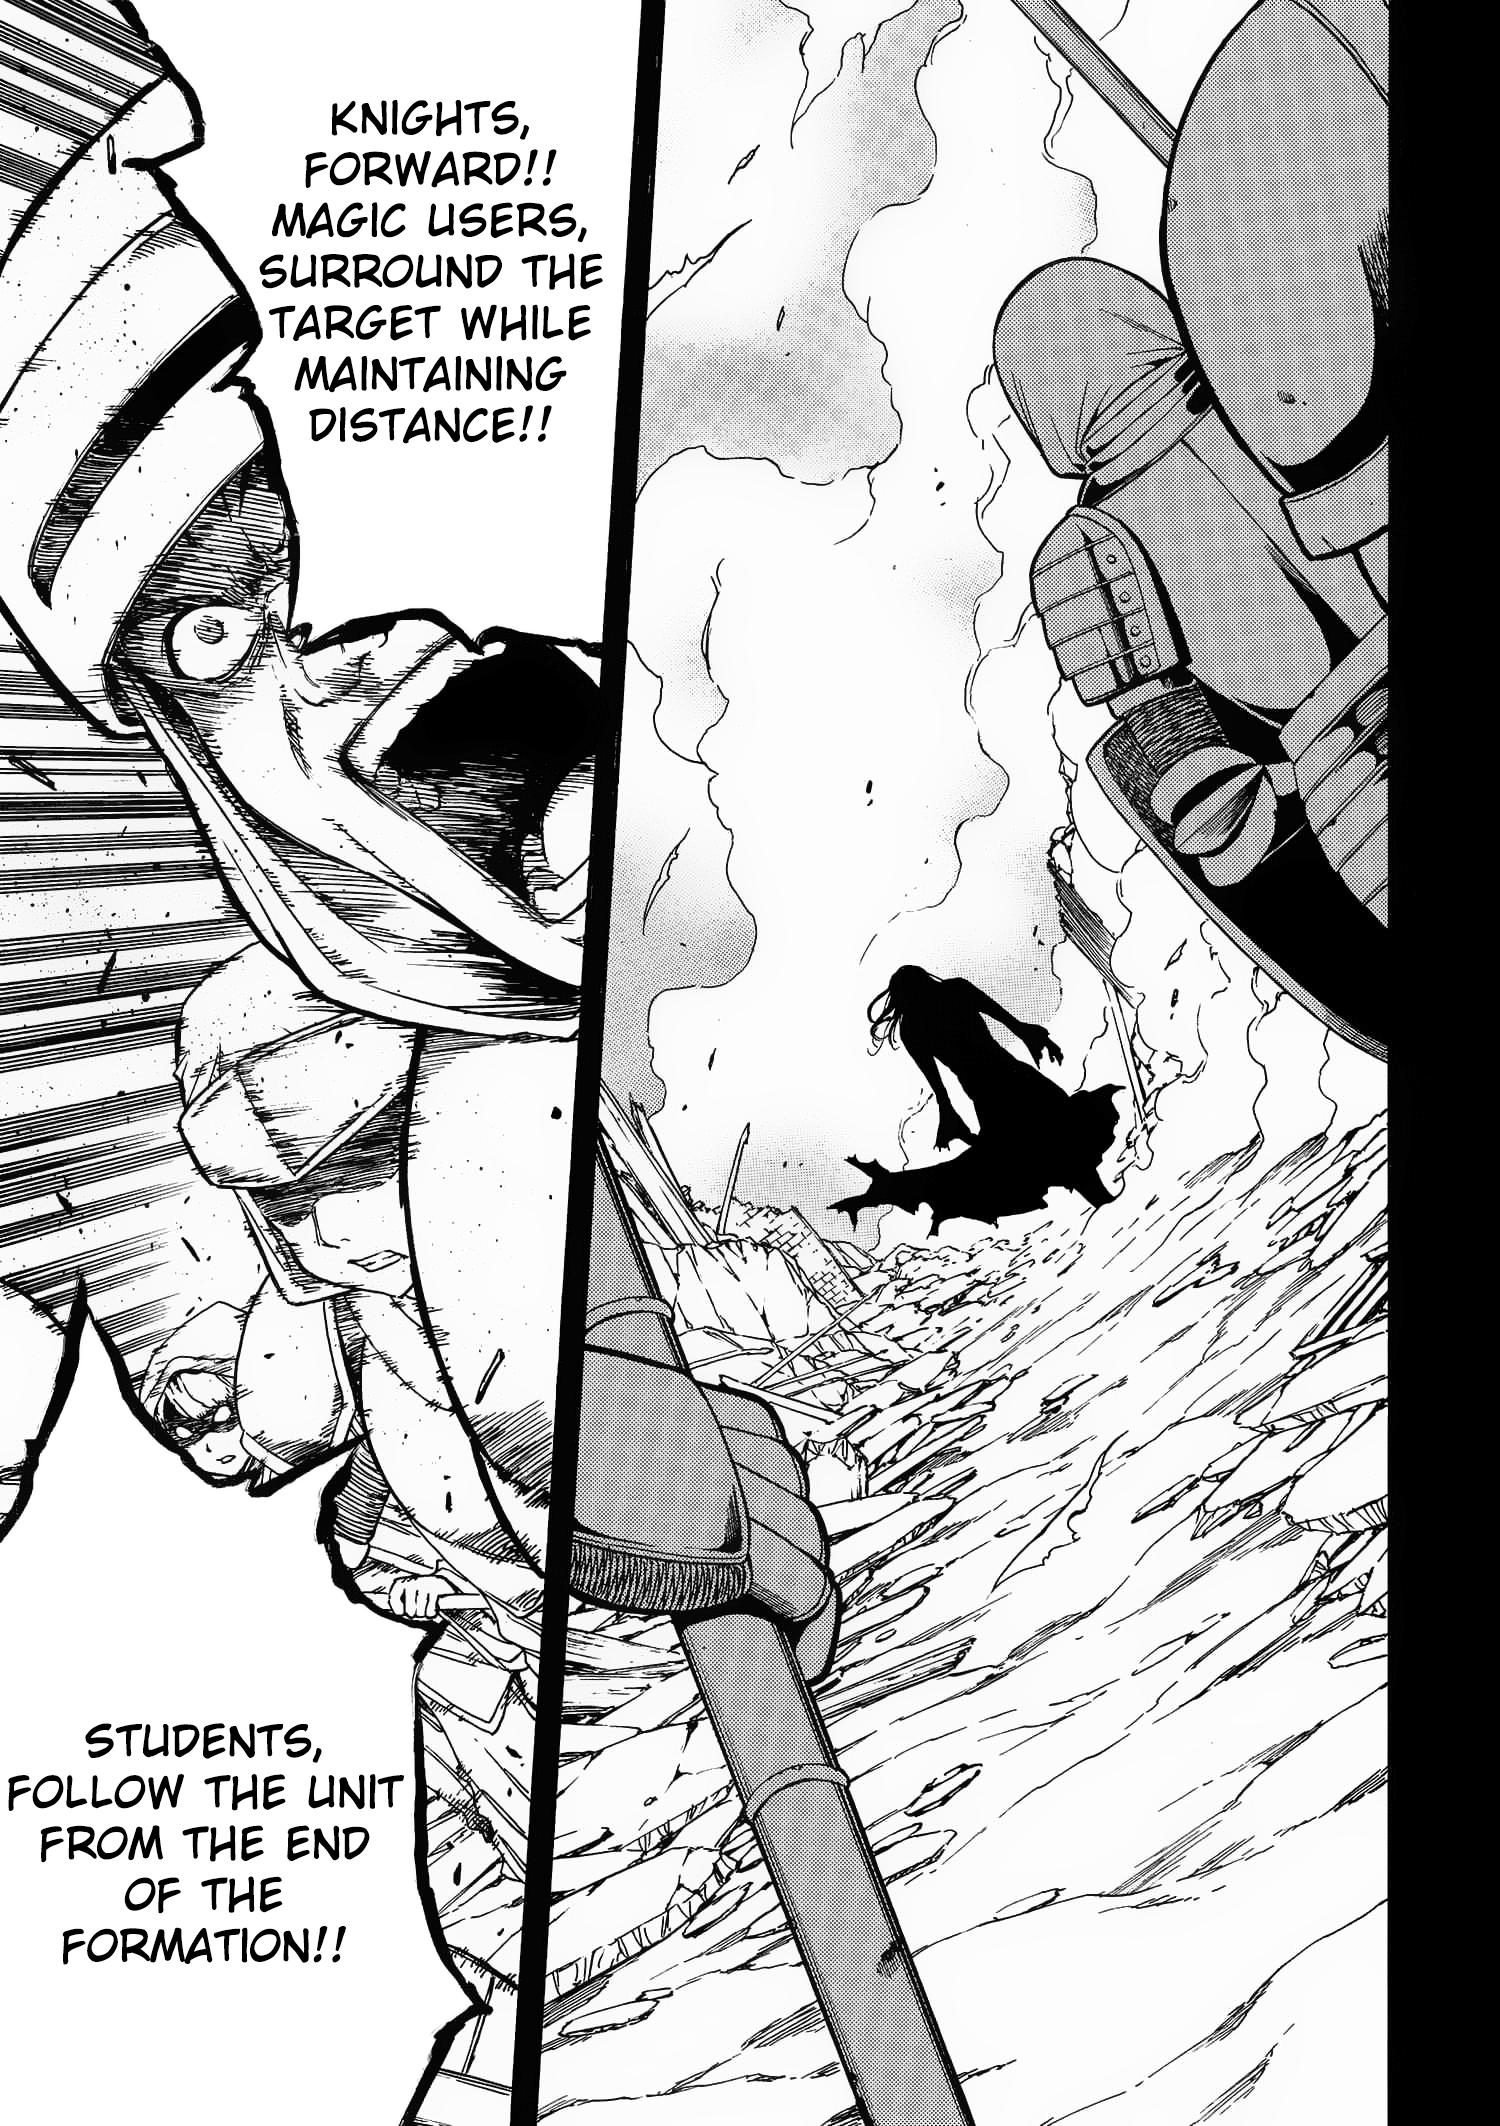 KNIGHTS,
FORWARD!!
MAGIC USERS,
SURROUND THE
TARGET WHILE
MAINTAINING
DISTANCE!!
STUDENTS,
FOLLOW THE UNIT
FROM THE END
OF THE
FORMATION!!